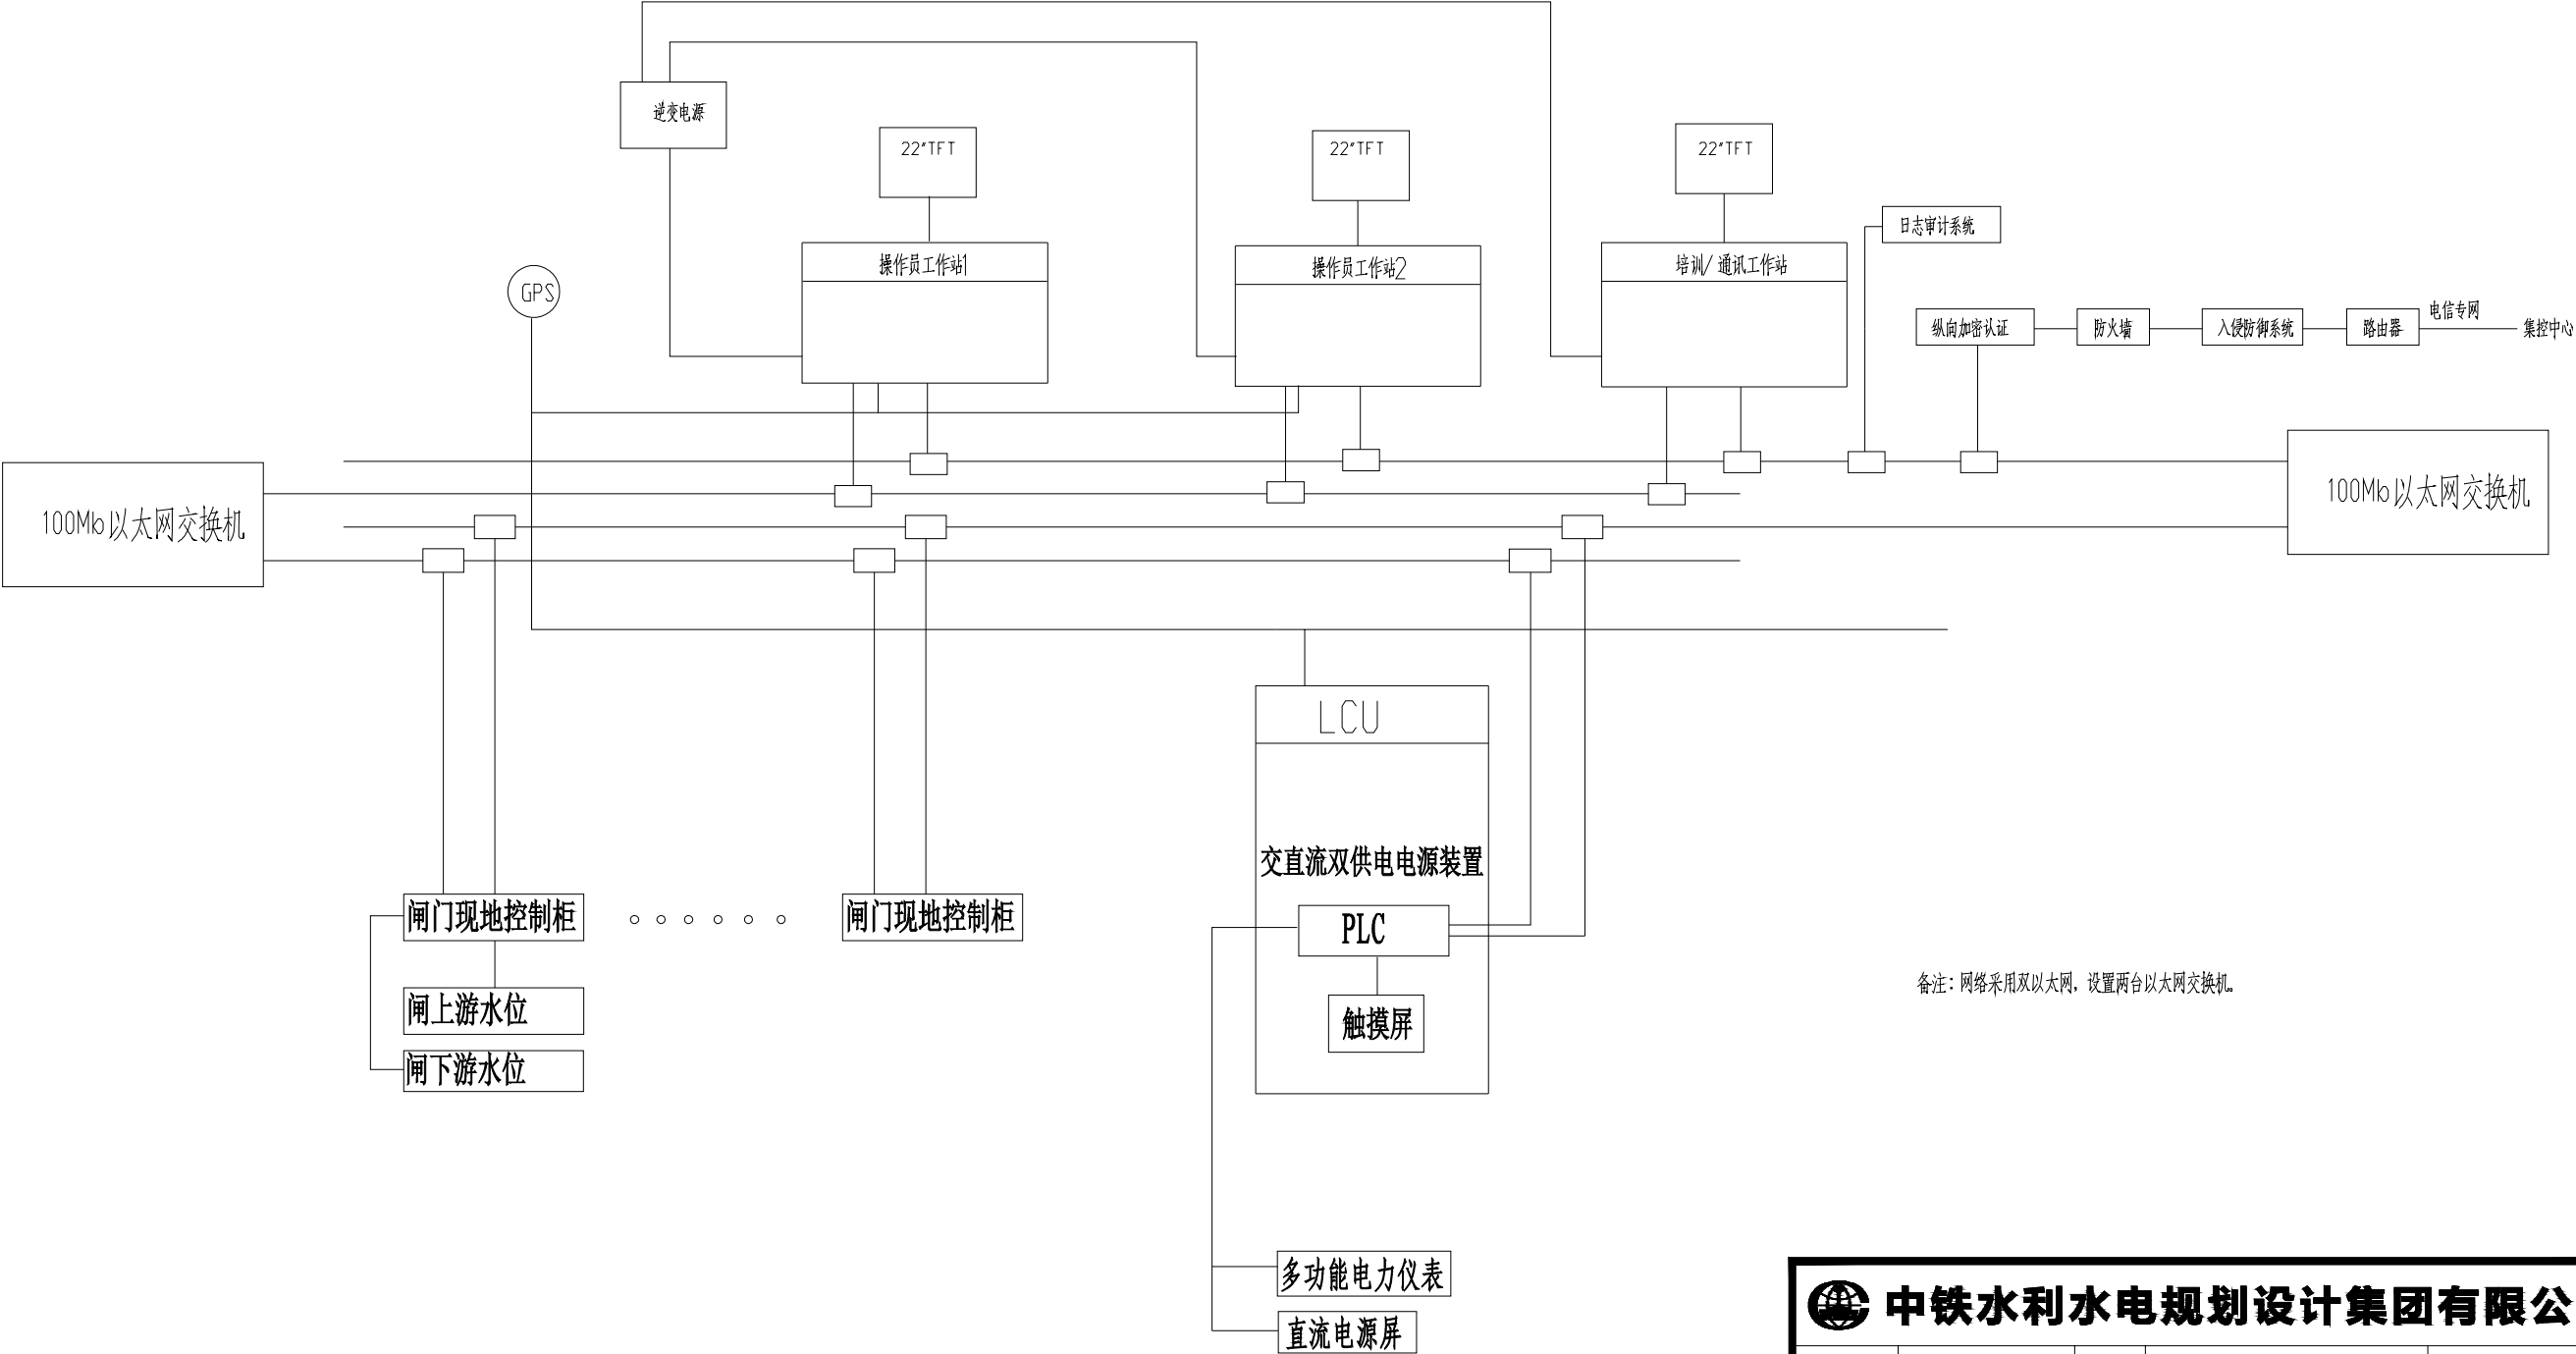 逆变电源
22"TFT
22"TFT
22"TFT
日志审计系统
操作员工作站1
操作员工作站2
培训/通讯工作站
GPS
纵向加密认证
防火墙
入侵防御系统
路由器
电信专网
集控中心
100Mb以太网交换机
100Mb以太网交换机
LCU
交直流双供电电源装置
闸门现地控制柜
闸门现地控制柜
PLC
闸上游水位
触摸屏
闸下游水位
备注：网络采用双以太网，设置两台以太网交换机。
多功能电力仪表
直流电源屏
中铁水利水电规划设计集团有限公